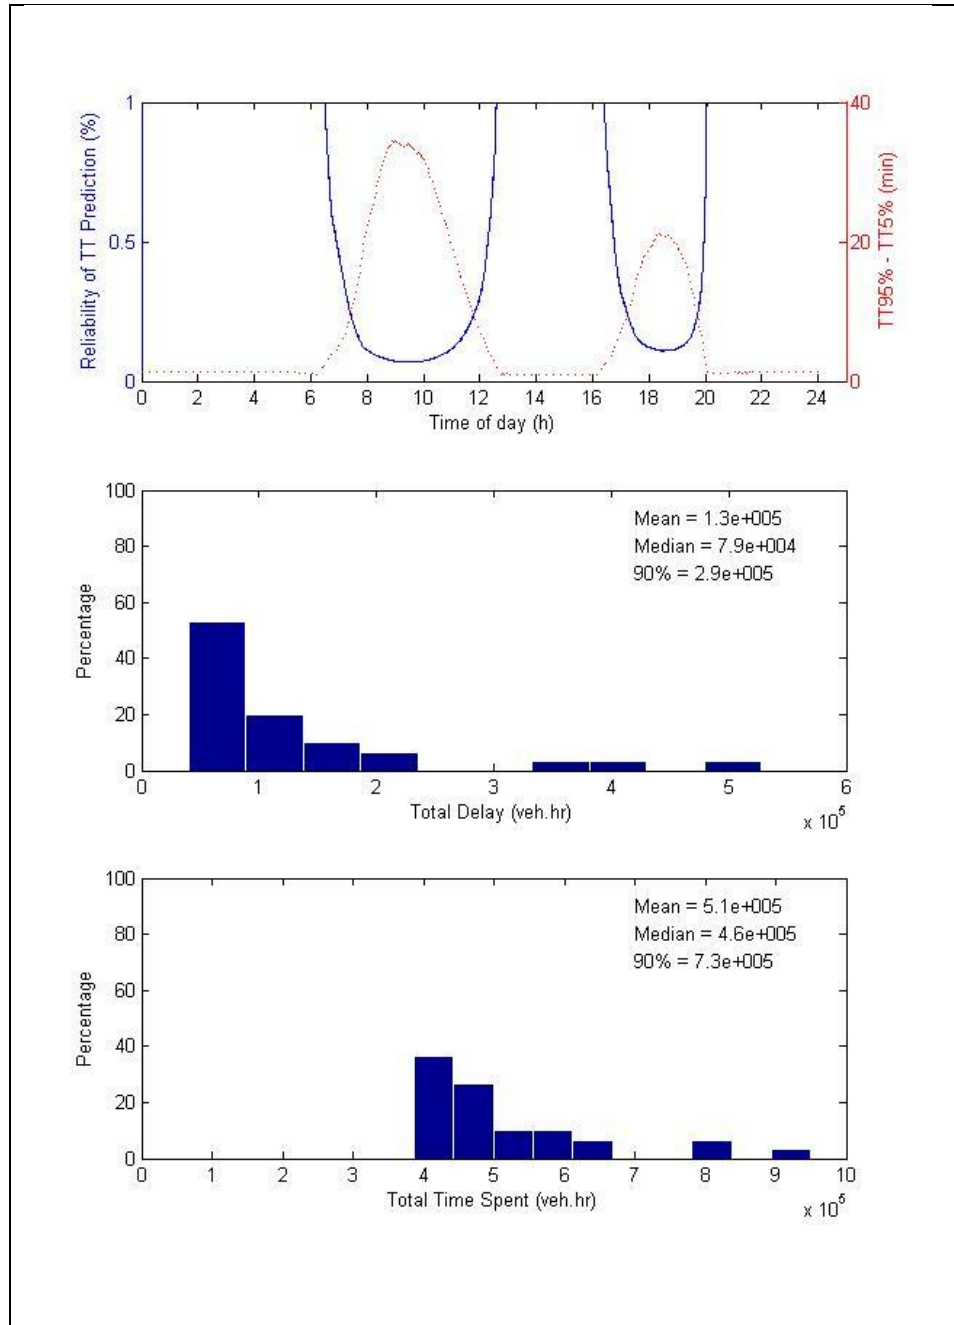 Reliability of TT Prediction (%)
1
0.5
0
40
20
0
TT95% - TT5% (min)
0 2 4 6 8 10 12 14 16 18 20 22 24
Time of day (h)
Percentage
100
80
60
40
20
0
Mean = 1.3e+005
Median = 7.9e+004
90% = 2.9e+005
0 1 2 3 4 5 6
Total Delay (veh.hr)
x 10^5
Percentage
100
80
60
40
20
0
Mean = 5.1e+005
Median = 4.6e+005
90% = 7.3e+005
0 1 2 3 4 5 6 7 8 9 10
Total Time Spent (veh.hr)
x 10^5